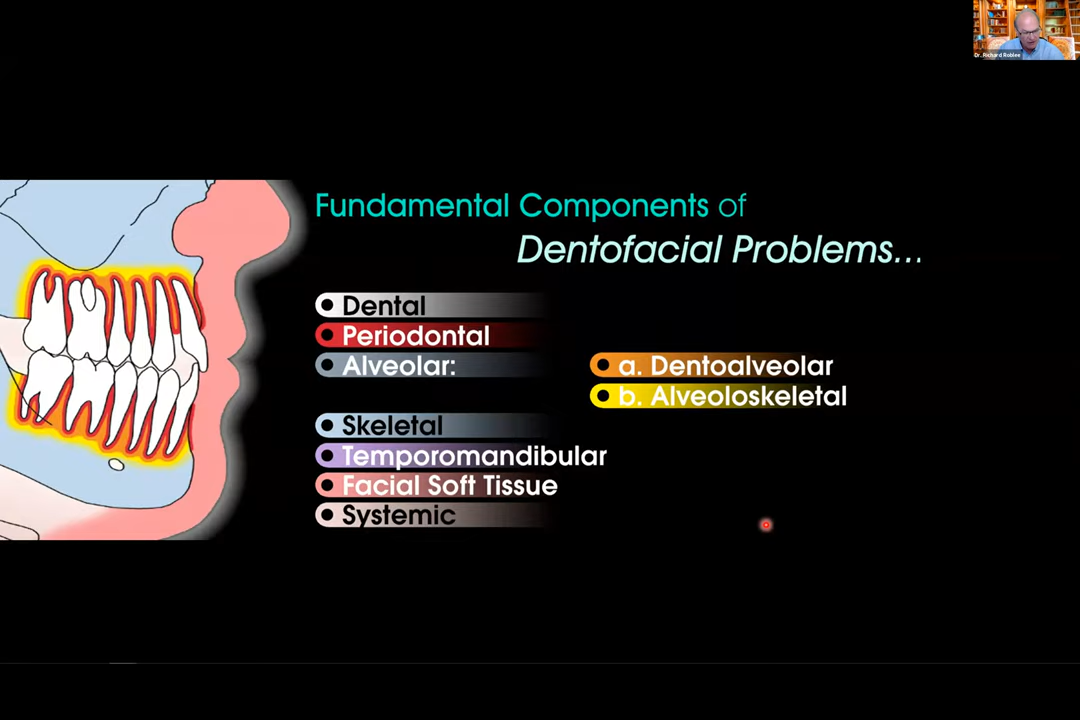 Dr. Richard Roblee
Fundamental Components of
Dentofacial Problems...
• Dental
• Periodontal
• Alveolar:
• a. Dentoalveolar
• b. Alveoloskeletal
• Skeletal
• Temporomandibular
• Facial Soft Tissue
• Systemic